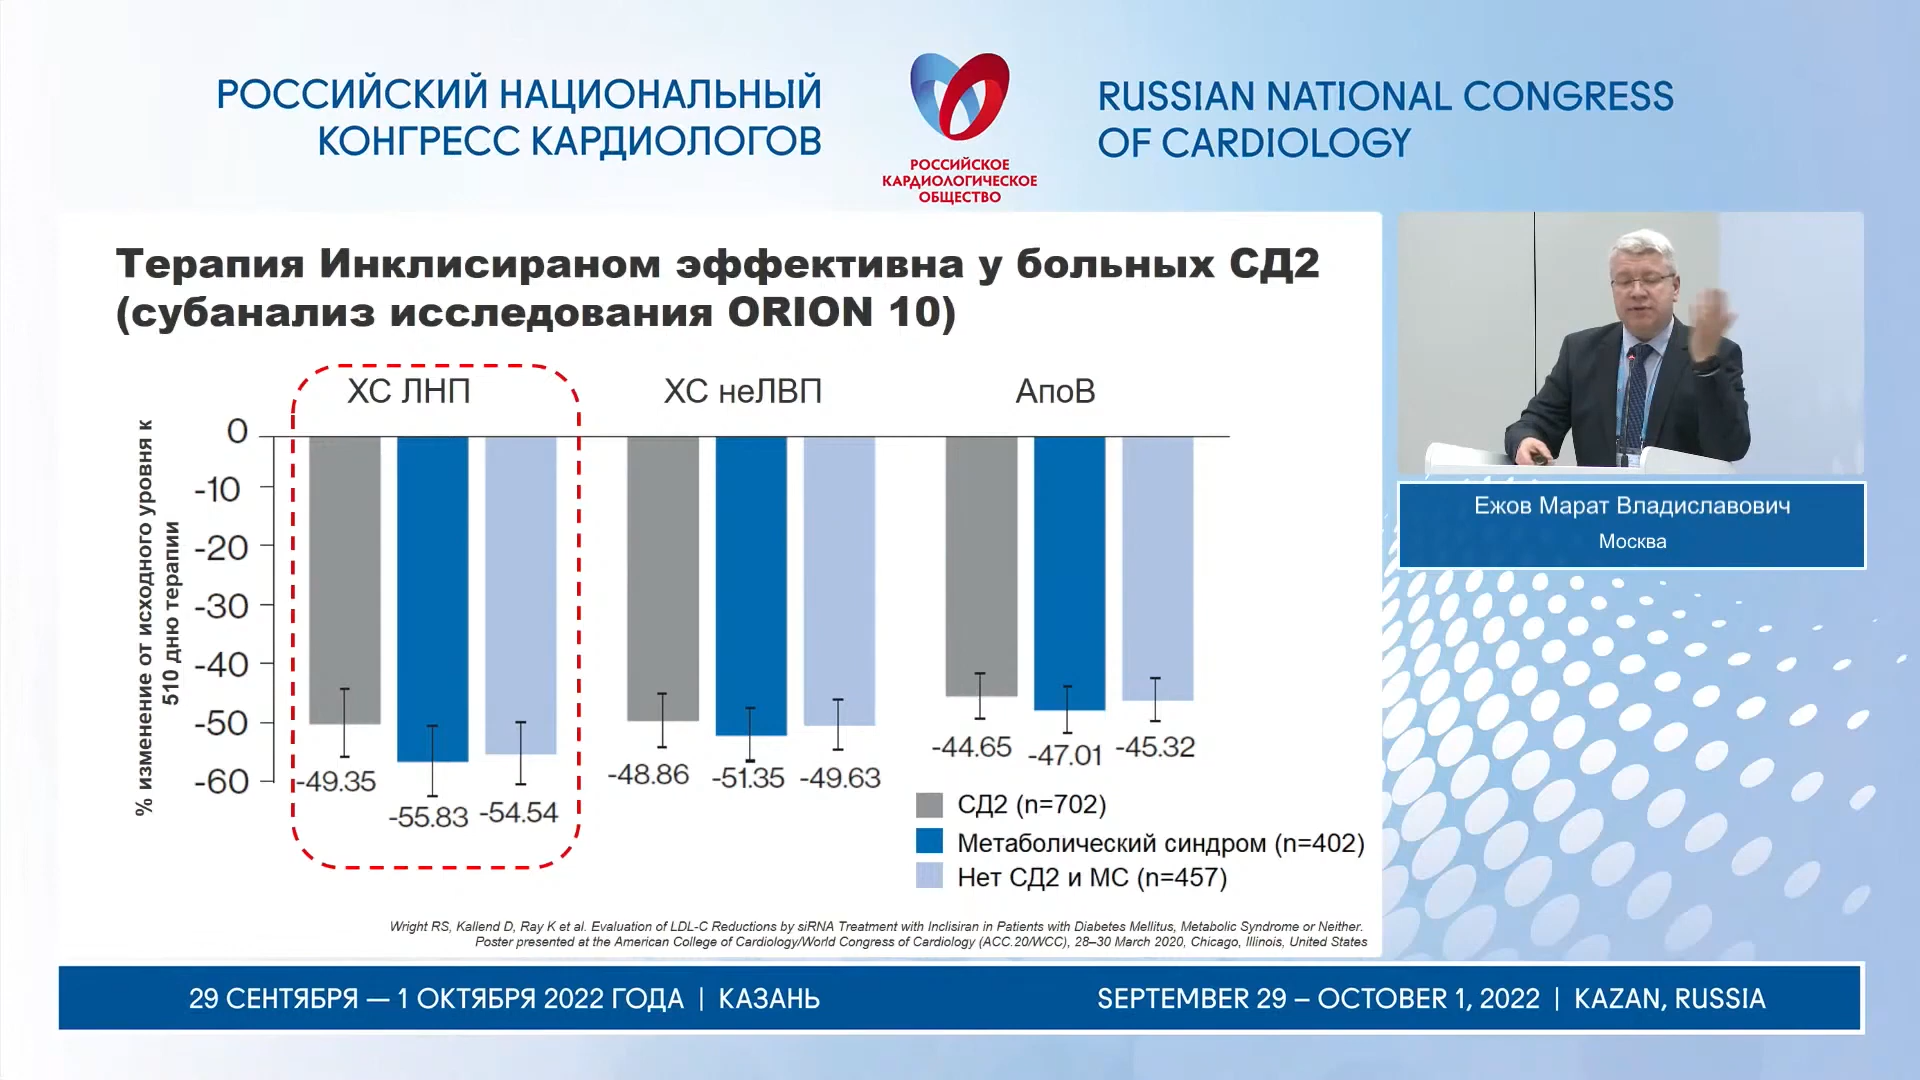 РОССИЙСКИЙ НАЦИОНАЛЬНЫЙ
КОНГРЕСС КАРДИОЛОГОВ
РОССИЙСКОЕ
КАРДИОЛОГИЧЕСКОЕ
ОБЩЕСТВО
RUSSIAN NATIONAL CONGRESS
OF CARDIOLOGY
Терапия Инклисираном эффективна у больных СД2
(субанализ исследования ORION 10)
ХС ЛНП
ХС неЛВП
АпоВ
% изменение от исходного уровня к
510 дню терапии
0
-10
-20
-30
-40
-50
-60
-49.35
-55.83
-54.54
-48.86
-51.35
-49.63
-44.65
-47.01
-45.32
СД2 (n=702)
Метаболический синдром (n=402)
Нет СД2 и МС (n=457)
Wright RS, Kallend D, Ray K et al. Evaluation of LDL-C Reductions by siRNA Treatment with Inclisiran in Patients with Diabetes Mellitus, Metabolic Syndrome or Neither.
Poster presented at the American College of Cardiology/World Congress of Cardiology (ACC.20/WCC), 28–30 March 2020, Chicago, Illinois, United States
Ежов Марат Владиславович
Москва
29 СЕНТЯБРЯ — 1 ОКТЯБРЯ 2022 ГОДА | КАЗАНЬ
SEPTEMBER 29 – OCTOBER 1, 2022 | KAZAN, RUSSIA